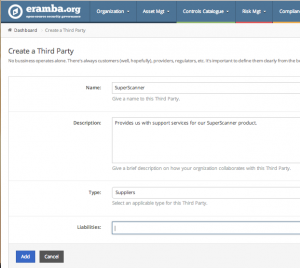 eramba.org
open-source security governance
Organization
Asset Mgt
Controls Catalogue
Risk Mgt
Complian
Dashboard
Create a Third Party
Create a Third Party
No business operates alone. There's always customers (well, hopefully), providers, regulators, etc. It's important to define them clearly from the be
Name:
SuperScanner
Give a name to this Third Party.
Description:
Provides us with support services for our SuperScanner product.
Give a brief description on how your orgnization collaborate with this Third Party.
Type:
Suppliers
Select an applicable type for this Third Party.
Liabilities:
Add
Cancel